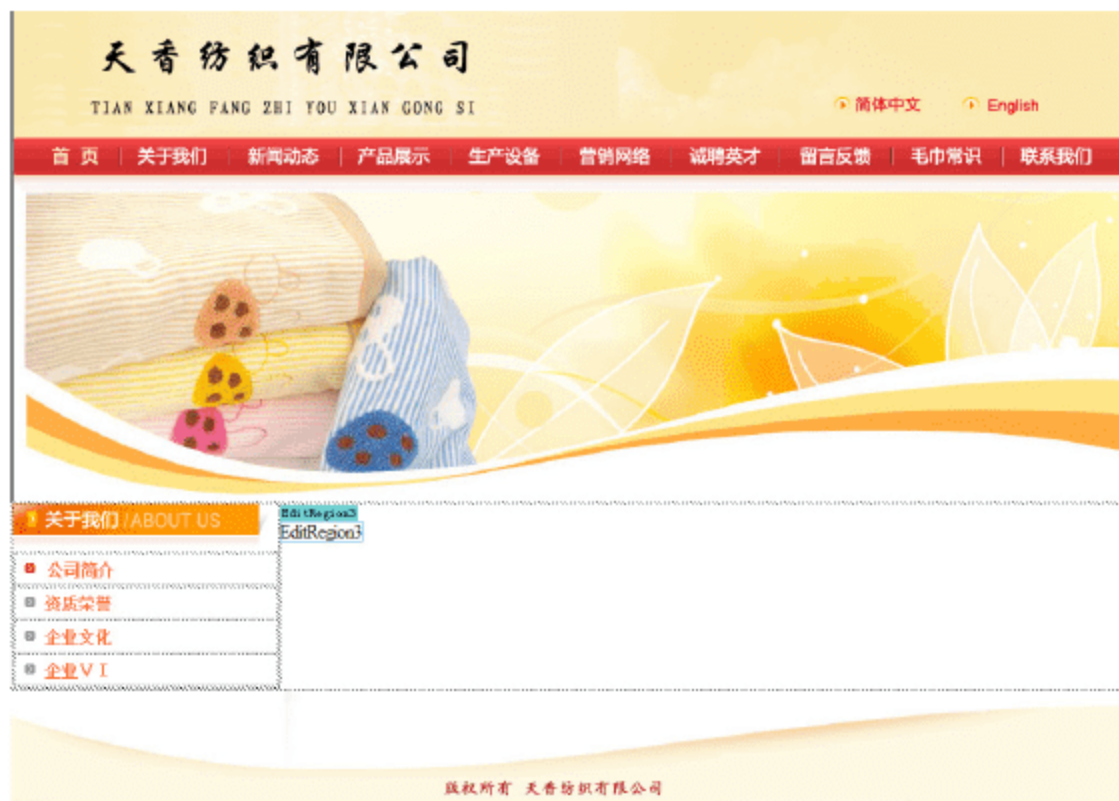 天香纺织有限公司
TIAN XIANG FANG ZHI YOU XIAN GONG SI
简体中文 English
首 页 关于我们 新闻动态 产品展示 生产设备 营销网络 诚聘英才 留言反馈 毛巾常识 联系我们
关于我们 /ABOUT US
EditRegion3
EditRegion3
公司简介
资质荣誉
企业文化
企业ＶＩ
版权所有 天香纺织有限公司